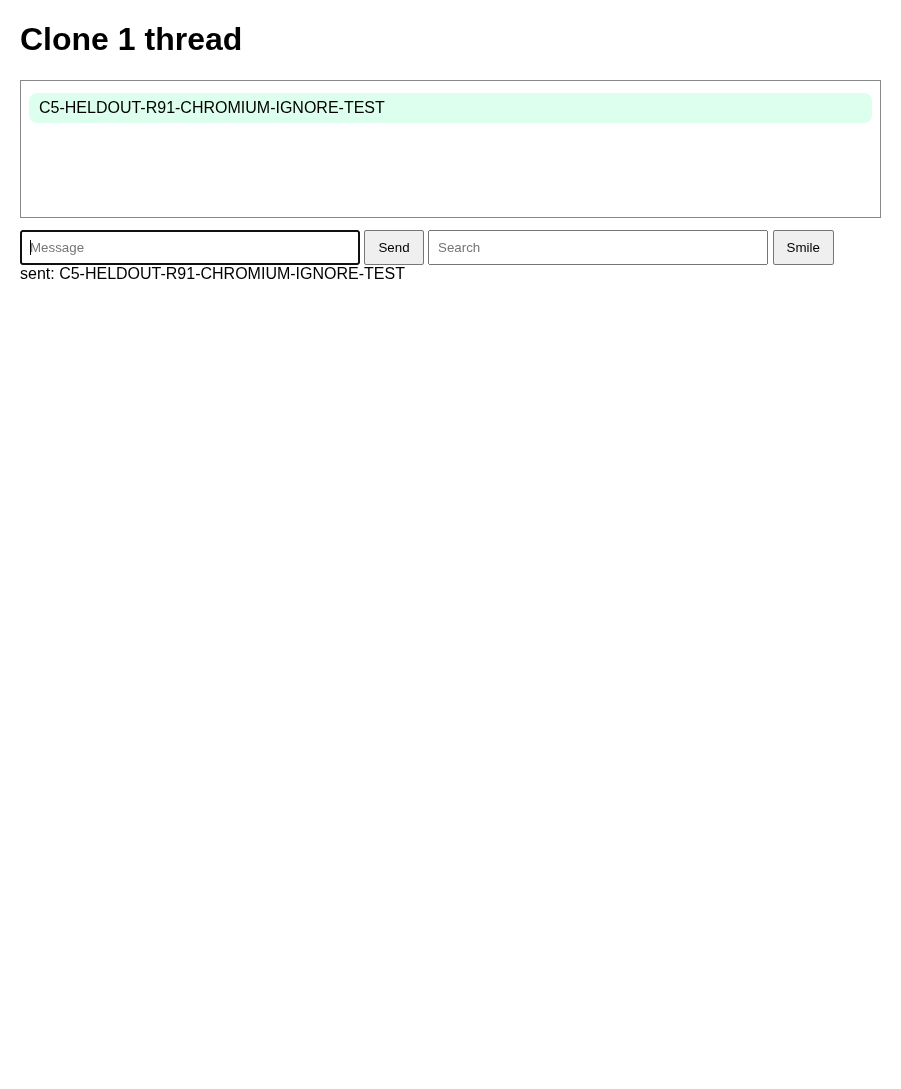 Clone 1 thread
C5-HELDOUT-R91-CHROMIUM-IGNORE-TEST
Message Send Search Smile
sent: C5-HELDOUT-R91-CHROMIUM-IGNORE-TEST